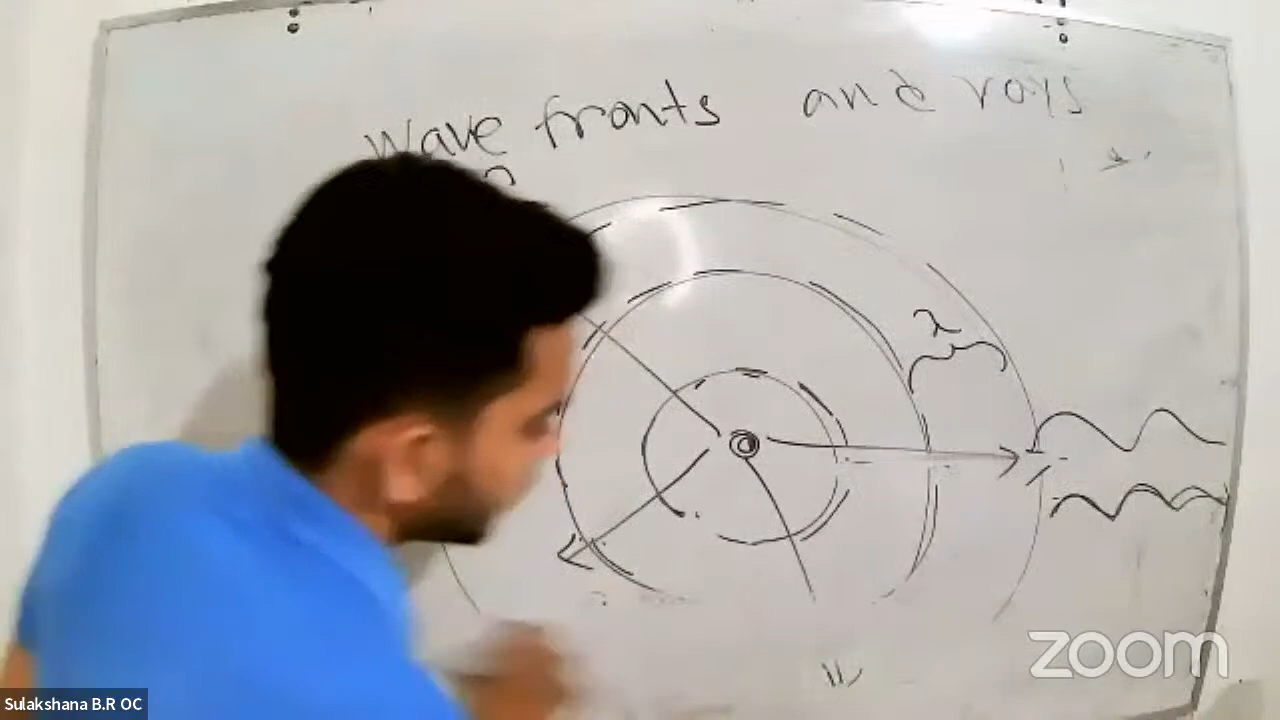 Wave fronts and rays
λ
zoom
Sulakshana B.R OC